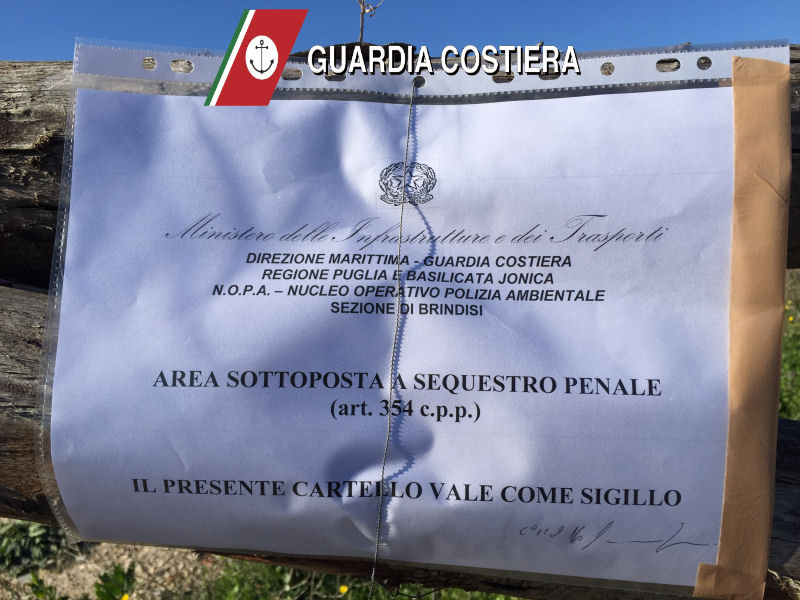 GUARDIA COSTIERA
Ministero delle Infrastrutture e dei Trasporti
DIREZIONE MARITTIMA - GUARDIA COSTIERA
REGIONE PUGLIA E BASILICATA JONICA
N.O.P.A. – NUCLEO OPERATIVO POLIZIA AMBIENTALE
SEZIONE DI BRINDISI
AREA SOTTOPOSTA A SEQUESTRO PENALE
(art. 354 c.p.p.)
IL PRESENTE CARTELLO VALE COME SIGILLO